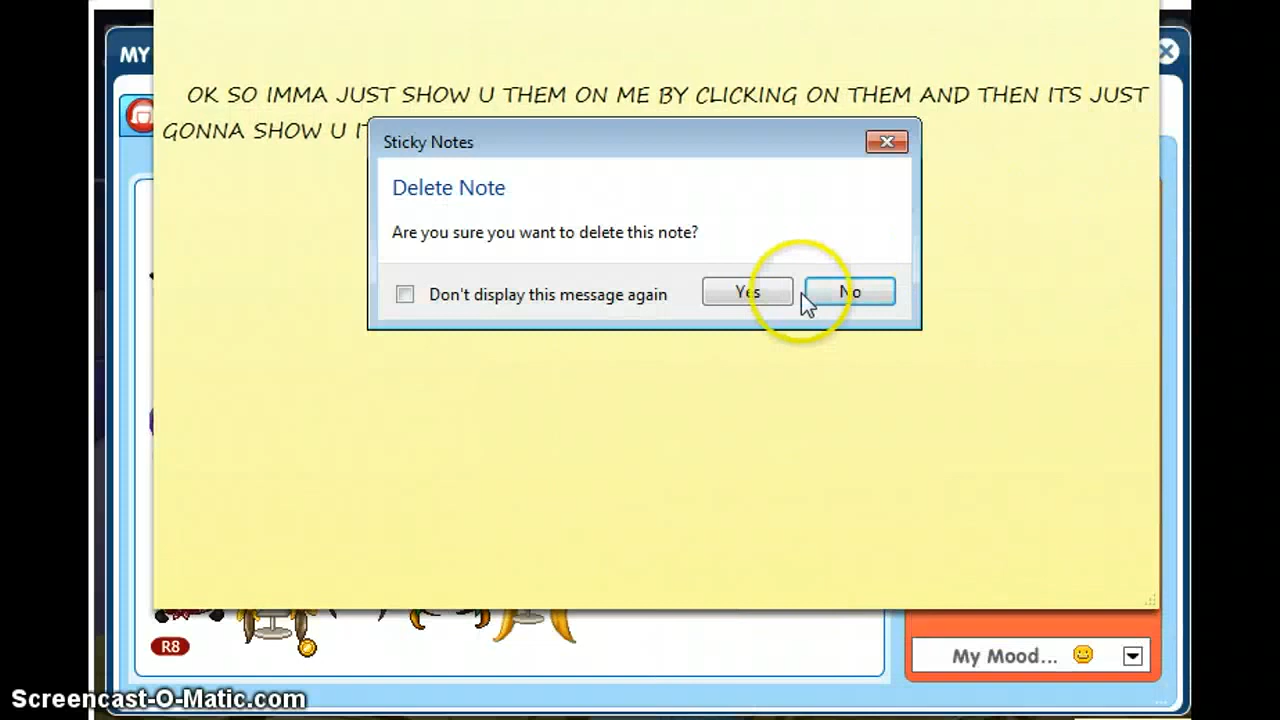 MY
OK SO IMMA JUST SHOW U THEM ON ME BY CLICKING ON THEM AND THEN ITS JUST
GONNA SHOW U
Sticky Notes
Delete Note
Are you sure you want to delete this note?
Don't display this message again
Yes
No
R8
My Mood...
Screencast-O-Matic.com